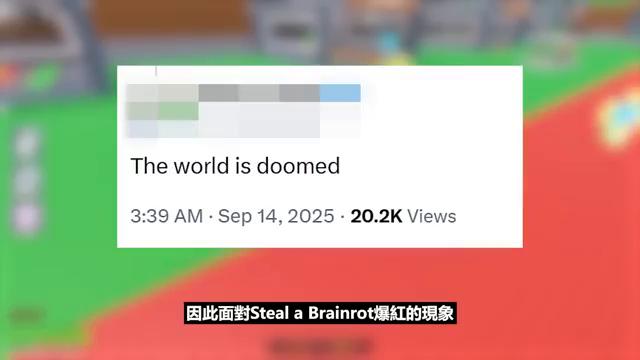 The world is doomed
3:39 AM · Sep 14, 2025 · 20.2K Views
因此面對Steal a Brainrot爆紅的現象